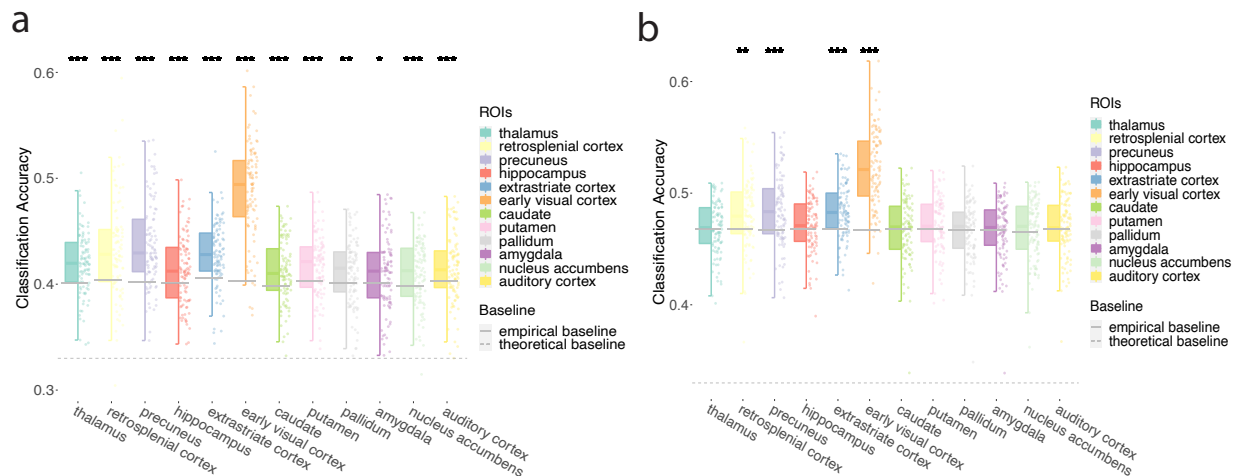 a
*** *** *** *** *** *** *** *** ** * *** ***
Classification Accuracy
0.6
0.5
0.4
0.3
thalamus
retrosplenial cortex
precuneus
hippocampus
extrastriate cortex
early visual cortex
caudate
putamen
pallidum
amygdala
nucleus accumbens
auditory cortex
ROIs
thalamus
retrosplenial cortex
precuneus
hippocampus
extrastriate cortex
early visual cortex
caudate
putamen
pallidum
amygdala
nucleus accumbens
auditory cortex
Baseline
empirical baseline
theoretical baseline
b
** *** *** ***
Classification Accuracy
0.6
0.5
0.4
thalamus
retrosplenial cortex
precuneus
hippocampus
extrastriate cortex
early visual cortex
caudate
putamen
pallidum
amygdala
nucleus accumbens
auditory cortex
ROIs
thalamus
retrosplenial cortex
precuneus
hippocampus
extrastriate cortex
early visual cortex
caudate
putamen
pallidum
amygdala
nucleus accumbens
auditory cortex
Baseline
empirical baseline
theoretical baseline